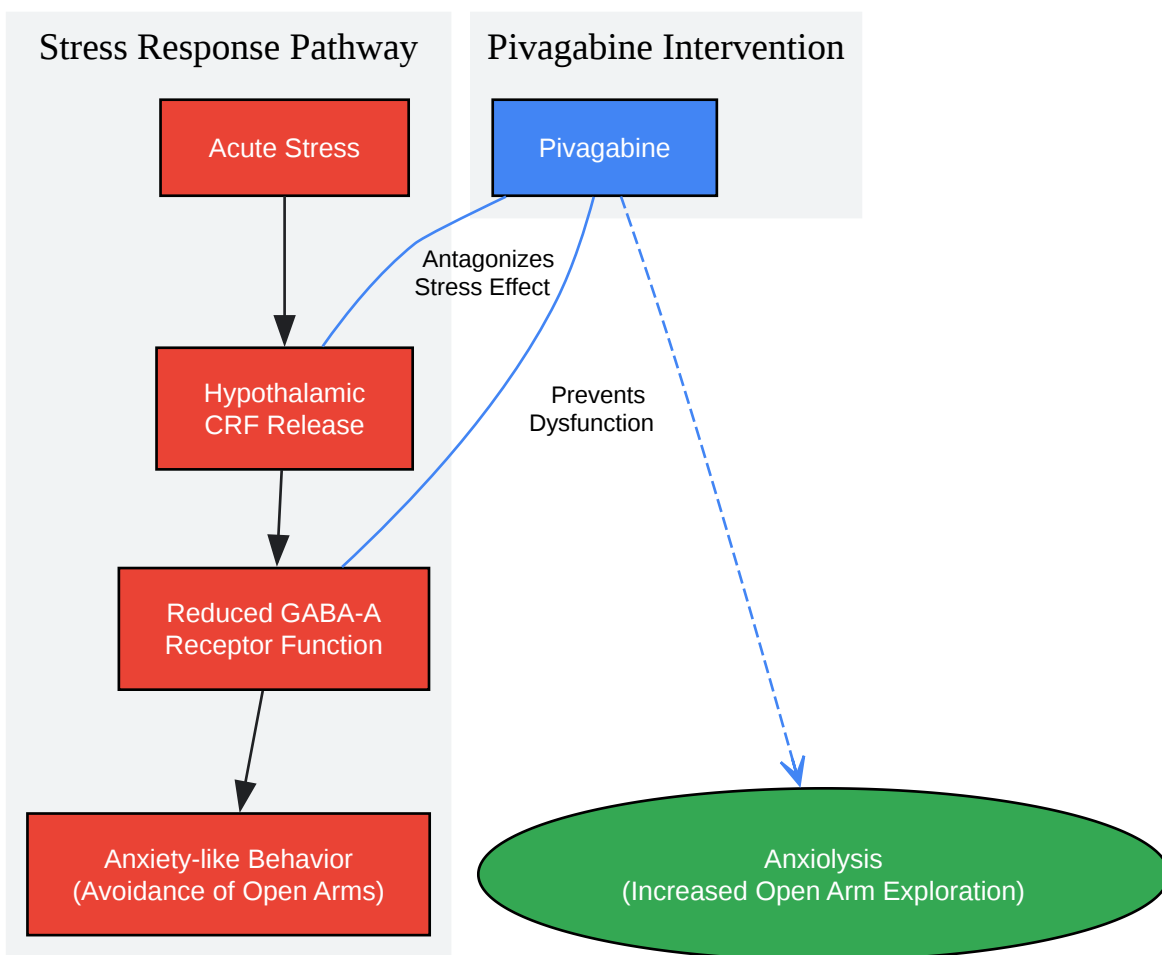 Stress Response Pathway
Pivagabine Intervention
Acute Stress
Pivagabine
Antagonizes
Stress Effect
Hypothalamic
CRF Release
Prevents
Dysfunction
Reduced GABA-A
Receptor Function
Anxiety-like Behavior
(Avoidance of Open Arms)
Anxiolysis
(Increased Open Arm Exploration)